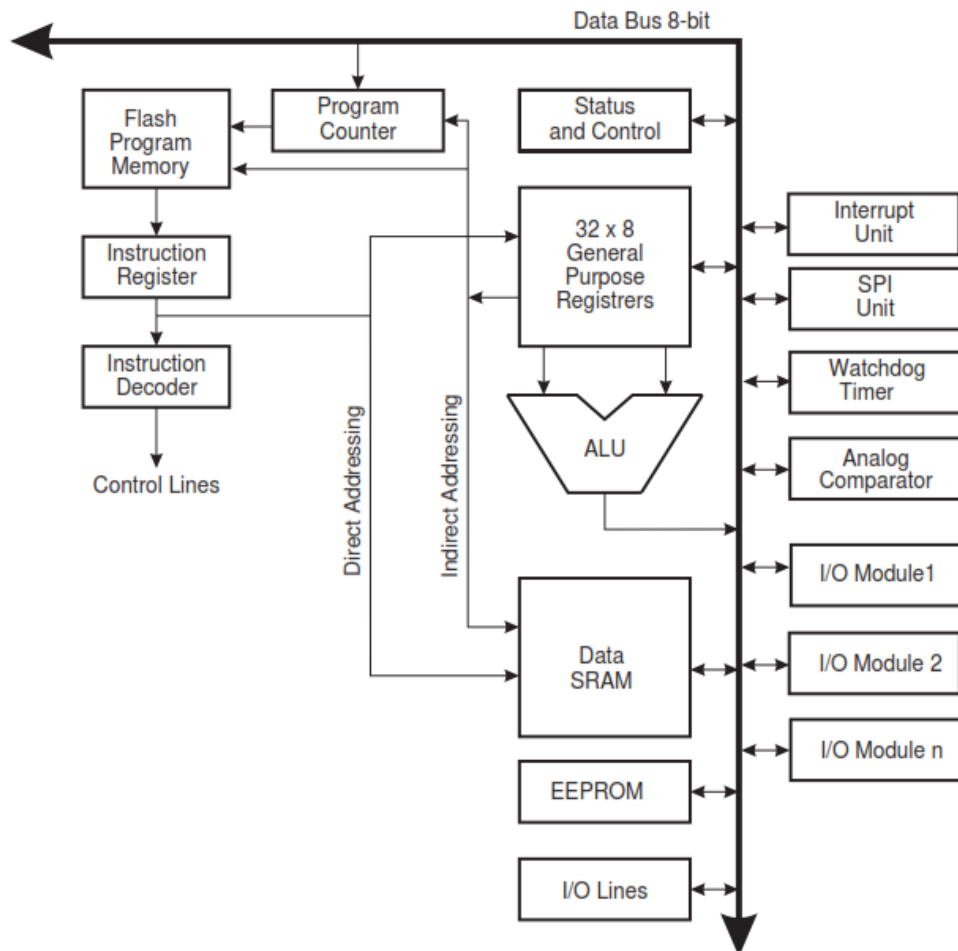 Data Bus 8-bit
Flash
Program
Memory
Program
Counter
Status
and Control
32 x 8
General
Purpose
Registrers
Instruction
Register
Instruction
Decoder
Control Lines
Direct Addressing
Indirect Addressing
ALU
Data
SRAM
EEPROM
I/O Lines
Interrupt
Unit
SPI
Unit
Watchdog
Timer
Analog
Comparator
I/O Module1
I/O Module 2
I/O Module n